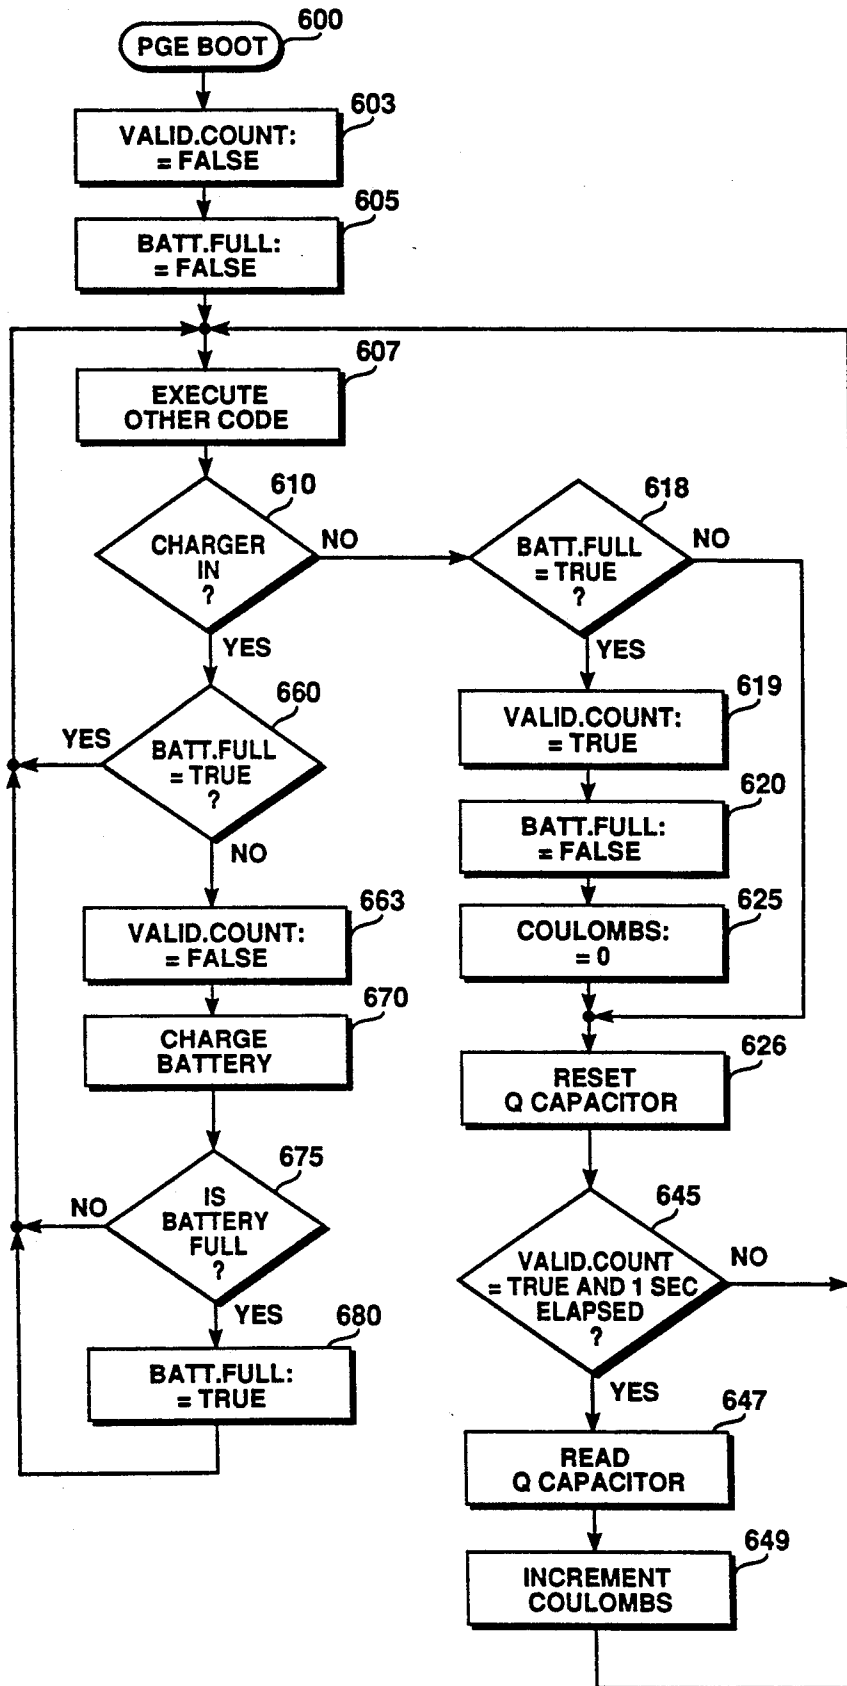 600
PGE BOOT
603
VALID.COUNT:
= FALSE
605
BATT.FULL:
= FALSE
607
EXECUTE
OTHER CODE
610
CHARGER
IN
?
NO
YES
618
BATT.FULL
= TRUE
?
NO
YES
619
VALID.COUNT:
= TRUE
620
BATT.FULL:
= FALSE
625
COULOMBS:
= 0
626
RESET
Q CAPACITOR
645
VALID.COUNT
= TRUE AND 1 SEC
ELAPSED
?
NO
YES
647
READ
Q CAPACITOR
649
INCREMENT
COULOMBS
660
YES
BATT.FULL
= TRUE
?
NO
663
VALID.COUNT:
= FALSE
670
CHARGE
BATTERY
675
NO
IS
BATTERY
FULL
?
YES
680
BATT.FULL:
= TRUE